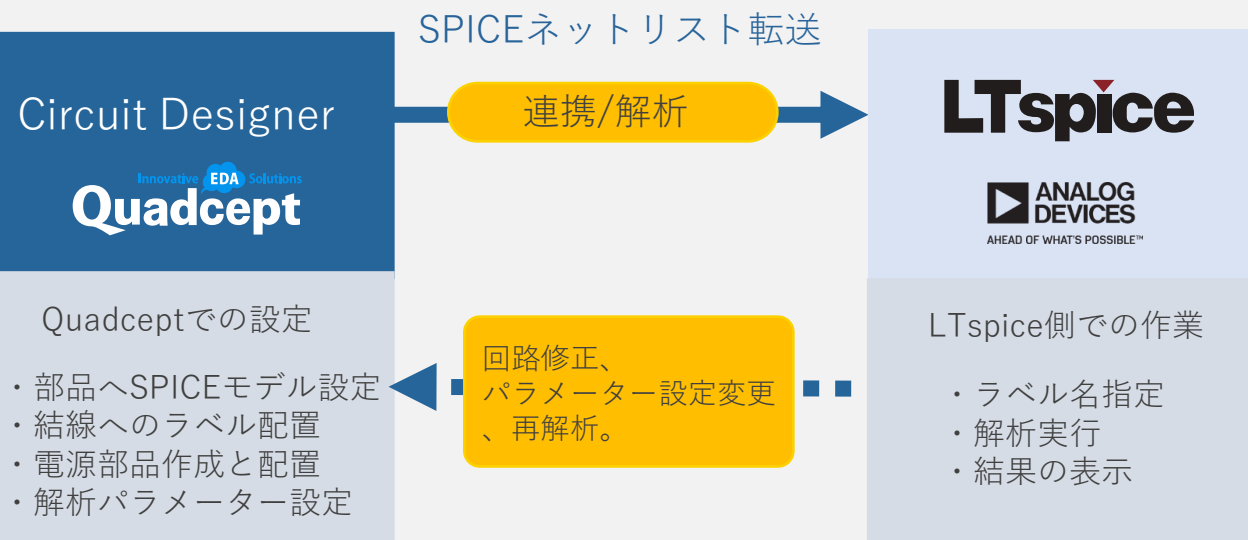 SPICEネットリスト転送
Circuit Designer
Innovative EDA Solutions
Quadcept
連携/解析
LTspice
ANALOG
DEVICES
AHEAD OF WHAT'S POSSIBLE™
Quadceptでの設定
・部品へSPICEモデル設定
・結線へのラベル配置
・電源部品作成と配置
・解析パラメーター設定
回路修正、
パラメーター設定変更
、再解析。
LTspice側での作業
・ラベル名指定
・解析実行
・結果の表示